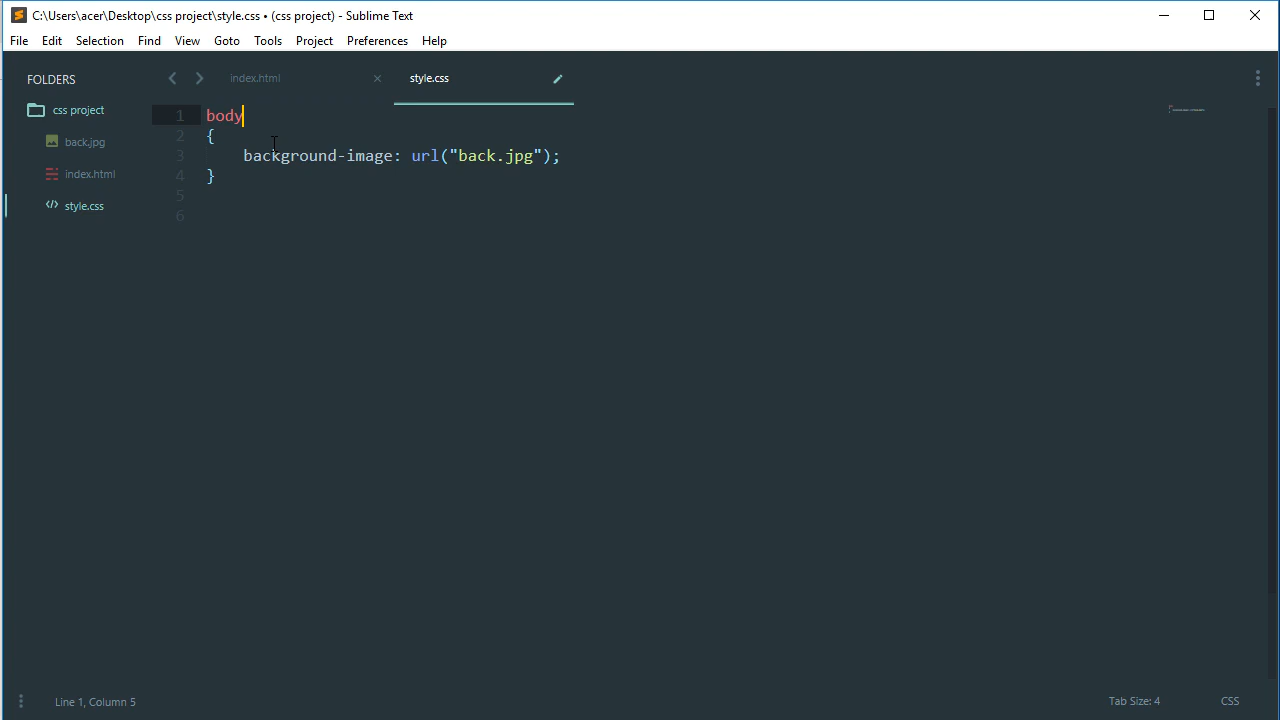 C:\Users\acer\Desktop\css project\style.css • (css project) - Sublime Text
File Edit Selection Find View Goto Tools Project Preferences Help
FOLDERS
css project
back.jpg
index.html
style.css
index.html × style.css
1 body
2 {
3 background-image: url("back.jpg");
4 }
5
6
Line 1, Column 5 Tab Size: 4 CSS